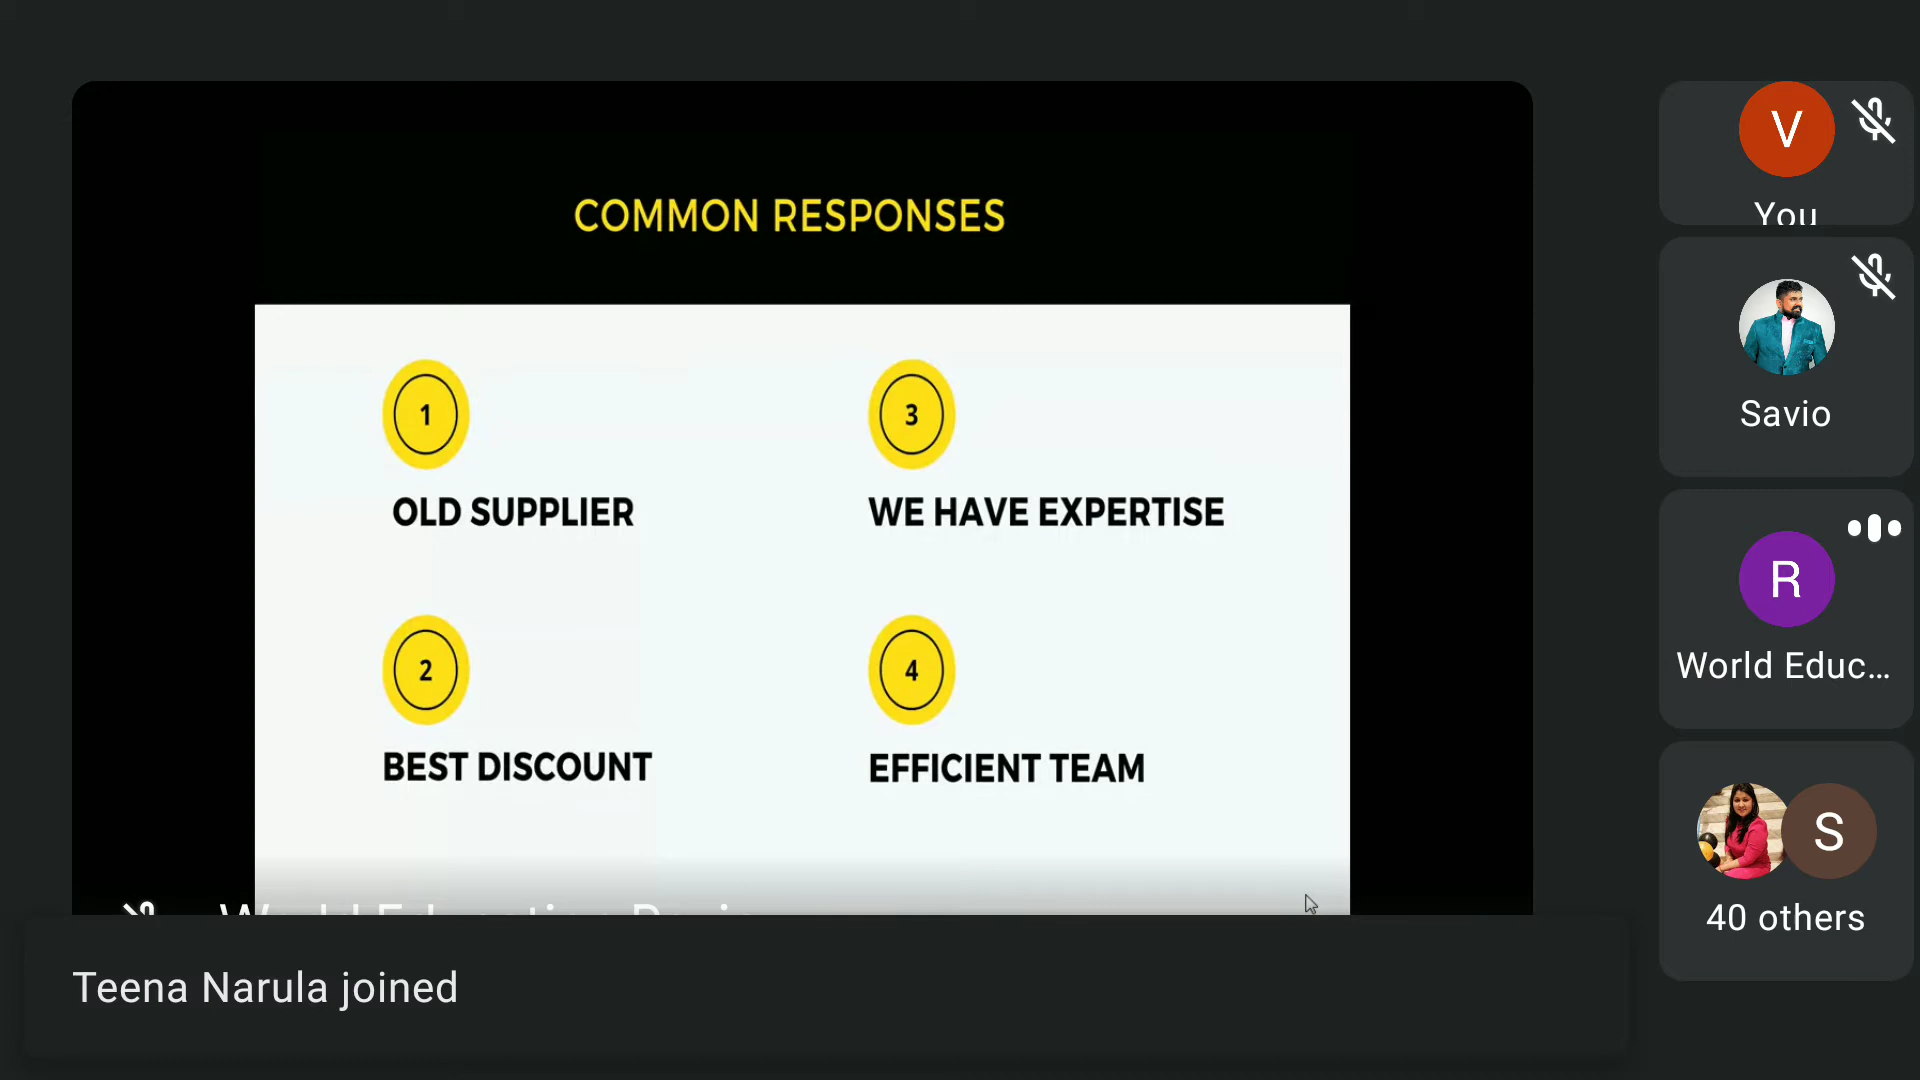 COMMON RESPONSES
1
OLD SUPPLIER
2
BEST DISCOUNT
3
WE HAVE EXPERTISE
4
EFFICIENT TEAM
Teena Narula joined
V
You
Savio
R
World Educ...
S
40 others